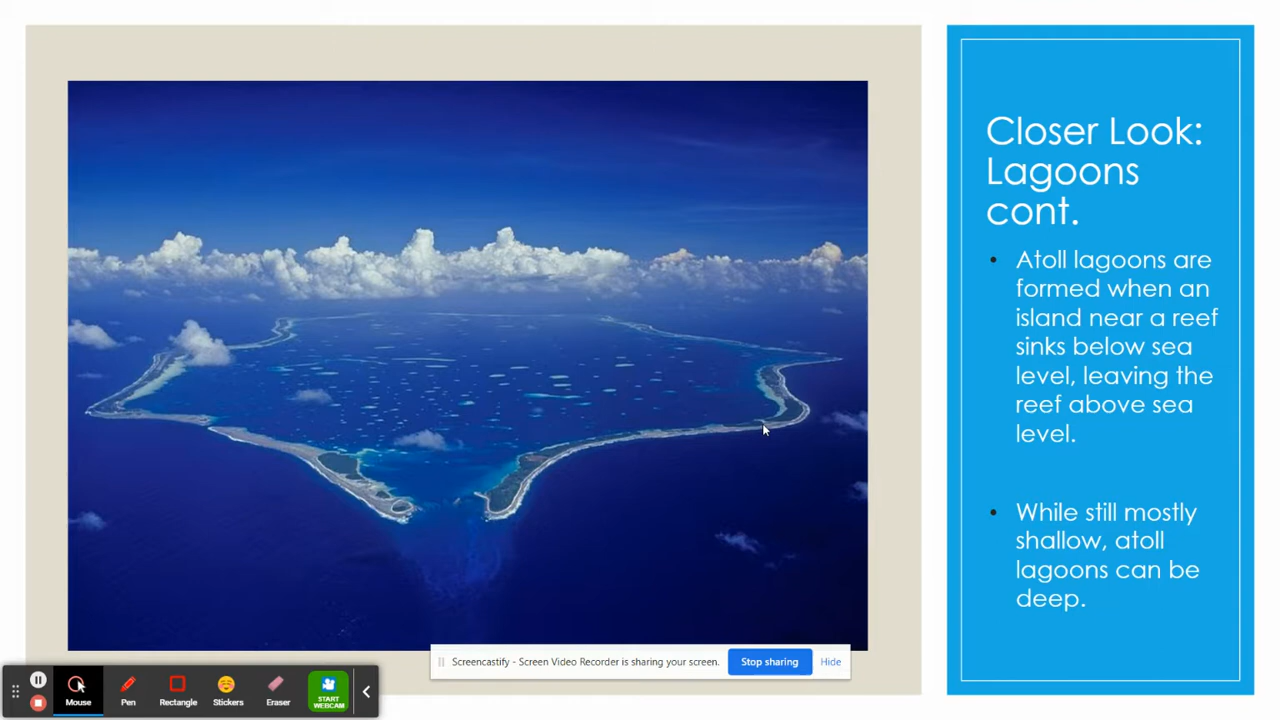 Closer Look:
Lagoons
cont.
• Atoll lagoons are
formed when an
island near a reef
sinks below sea
level, leaving the
reef above sea
level.
• While still mostly
shallow, atoll
lagoons can be
deep.
Screencastify - Screen Video Recorder is sharing your screen. Stop sharing Hide
Mouse Pen Rectangle Stickers Eraser START
WEBCAM